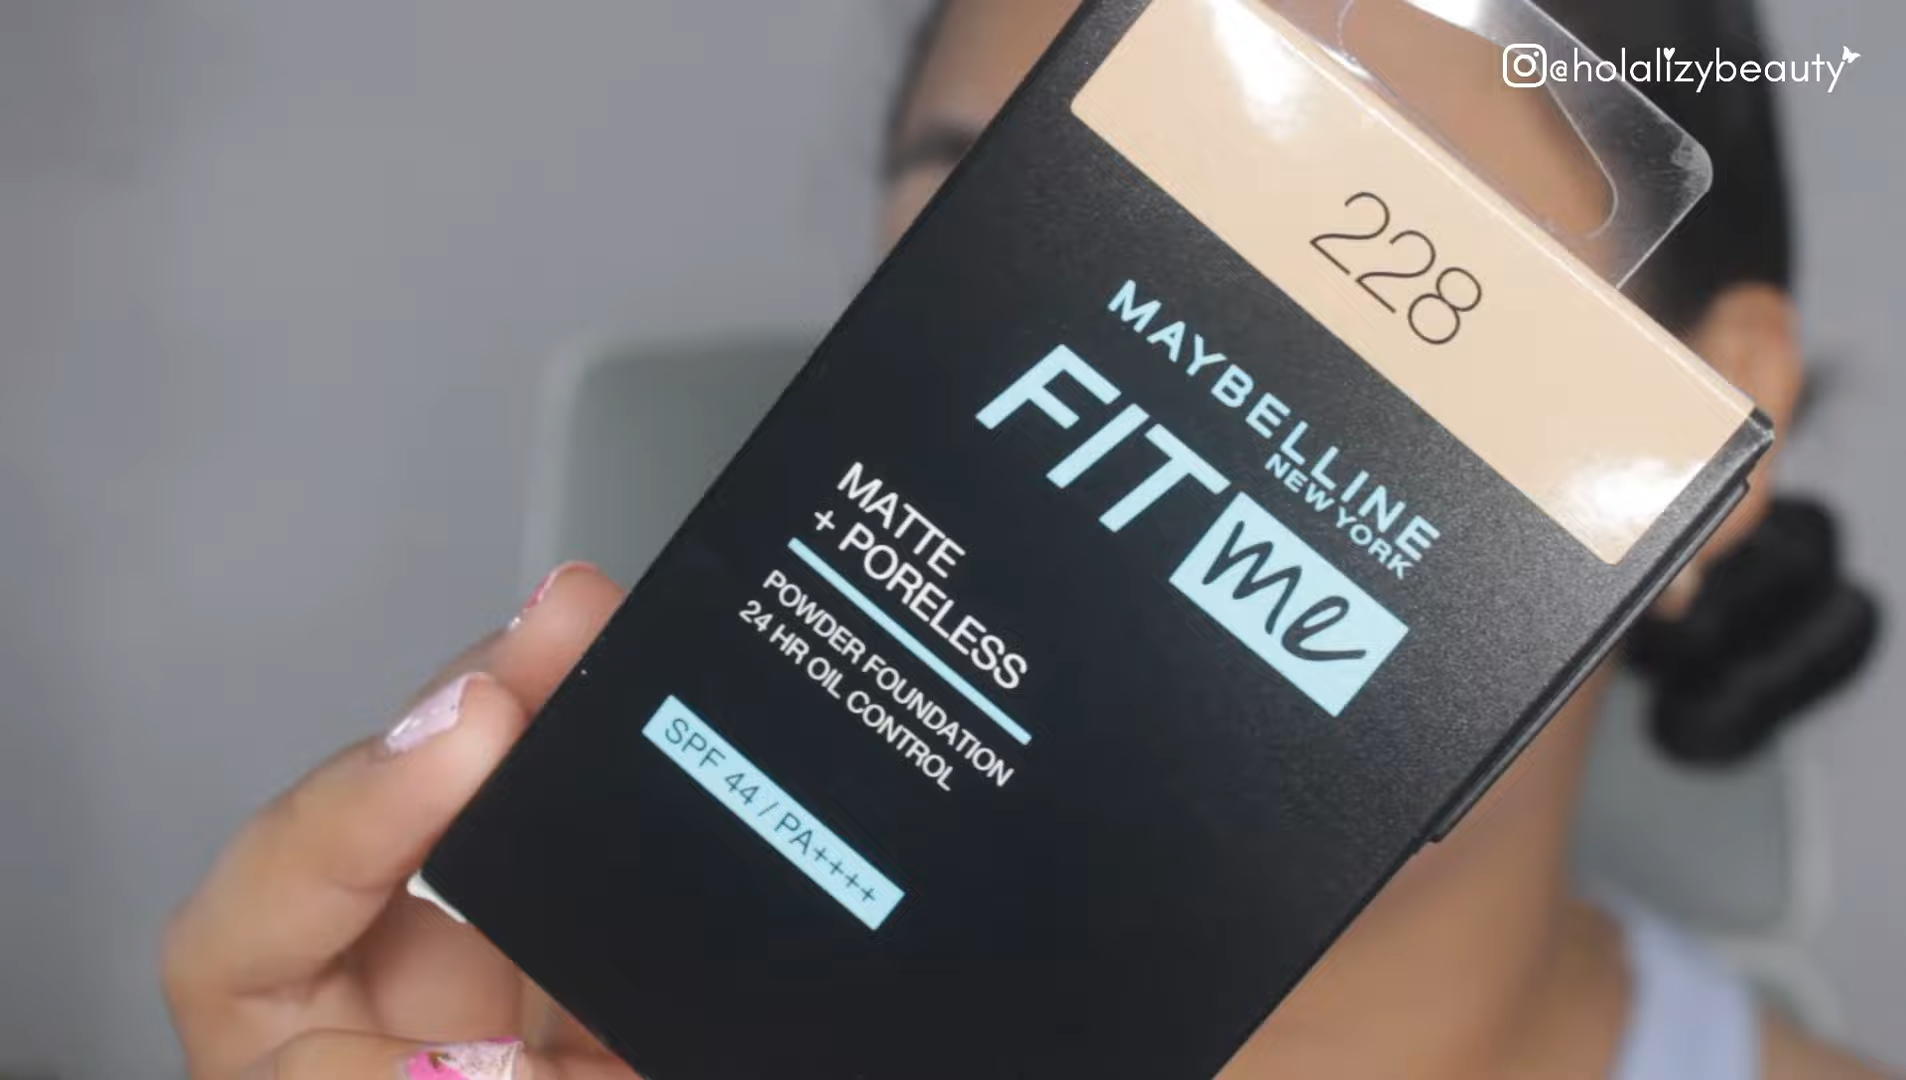 @holalizybeauty
228
MAYBELLINE
NEW YORK
FIT me
MATTE
+ PORELESS
POWDER FOUNDATION
24 HR OIL CONTROL
SPF 44 / PA++++